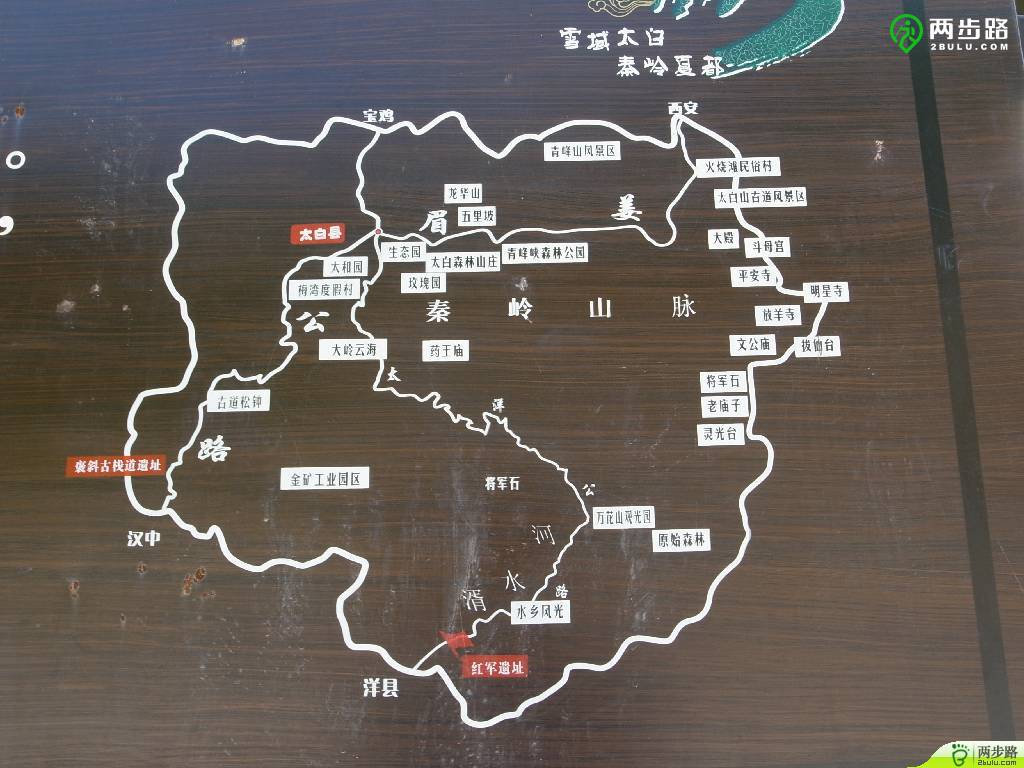 两步路
2BULU.COM
雪域太白
秦岭夏都
宝鸡
西安
青峰山风景区
火烧滩民俗村
龙华山
太白山古道风景区
五里坡
眉
姜
太白县
大殿
斗母宫
生态园
太白森林山庄
青峰峡森林公园
太和园
平安寺
玫瑰园
梅湾度假村
明星寺
秦岭山脉
放羊寺
公
大岭云海
药王庙
文公庙
拔仙台
太
将军石
古道松钟
洋
老庙子
灵光台
路
褒斜古栈道遗址
金矿工业园区
将军石
公
万花山观光园
汉中
河
原始森林
水
路
湑
水乡风光
红军遗址
洋县
两步路
2bulu.com